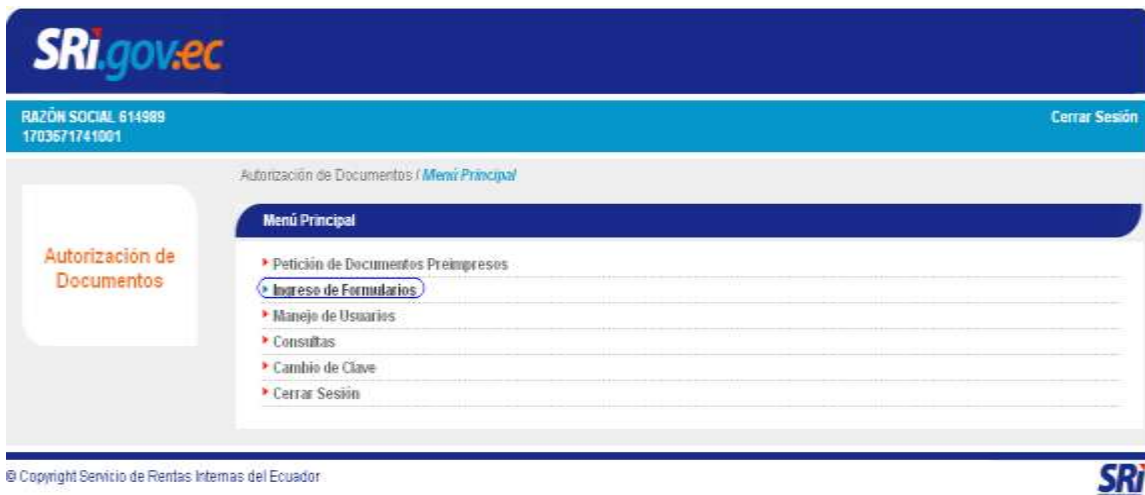 SRi.gov.ec
RAZÓN SOCIAL 614989
1703671741001
Cerrar Sesión
Autorización de Documentos / Menú Principal
Menú Principal
Autorización de
Documentos
Petición de Documentos Preimpresos
Ingreso de Formularios
Manejo de Usuarios
Consultas
Cambio de Clave
Cerrar Sesión
© Copyright Servicio de Rentas Internas del Ecuador
SRi